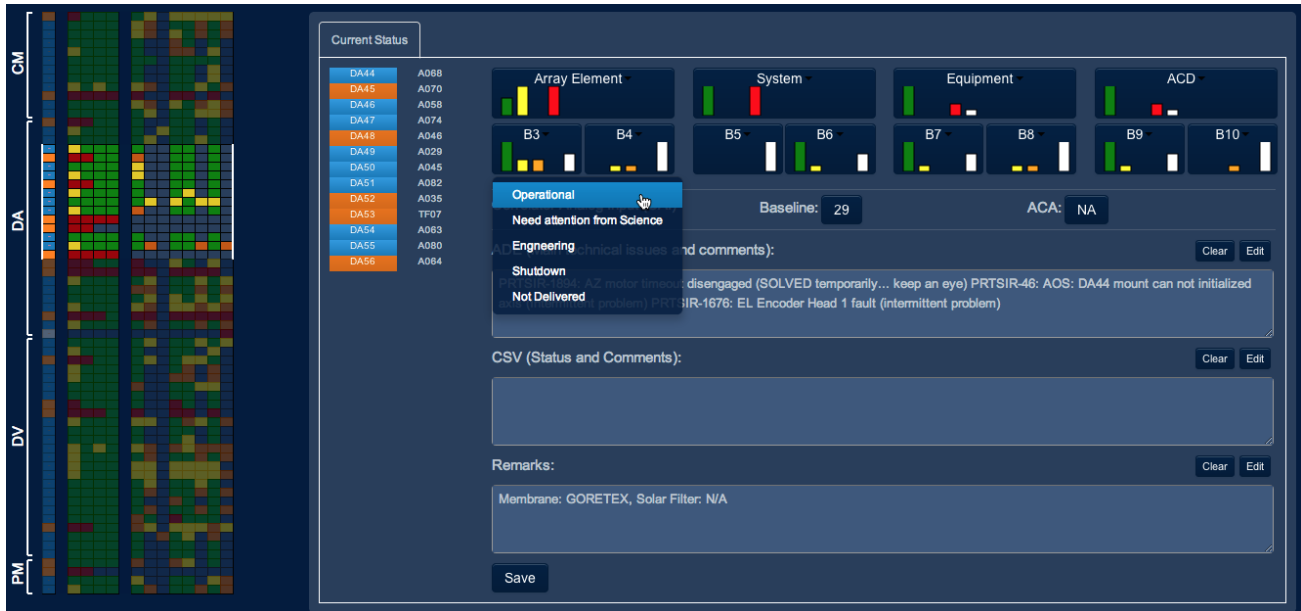 CM
DA
DV
PM
Current Status
DA44 A068
DA45 A070
DA46 A058
DA47 A074
DA48 A046
DA49 A029
DA50 A045
DA51 A082
DA52 A035
DA53 TF07
DA54 A063
DA55 A080
DA56 A064
Array Element System Equipment ACD
B3 B4 B5 B6 B7 B8 B9 B10
Operational
Need attention from Science
Engneering
Shutdown
Not Delivered
Baseline: 29 ACA: NA
technical issues and comments): Clear Edit
PRTSIR-1894: AZ motor timeout disengaged (SOLVED temporarily... keep an eye) PRTSIR-46: AOS: DA44 mount can not initialized
problem) PRTSIR-1676: EL Encoder Head 1 fault (intermittent problem)
CSV (Status and Comments): Clear Edit
Remarks: Clear Edit
Membrane: GORETEX, Solar Filter: N/A
Save